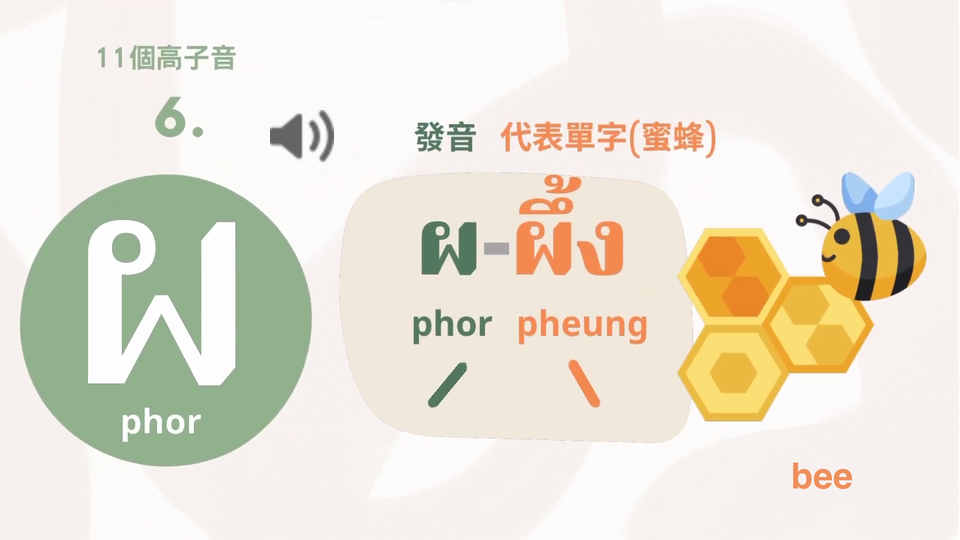 11個高子音
6.
發音 代表單字(蜜蜂)
ผ
phor
ผ-ผึ้ง
phor pheung
bee